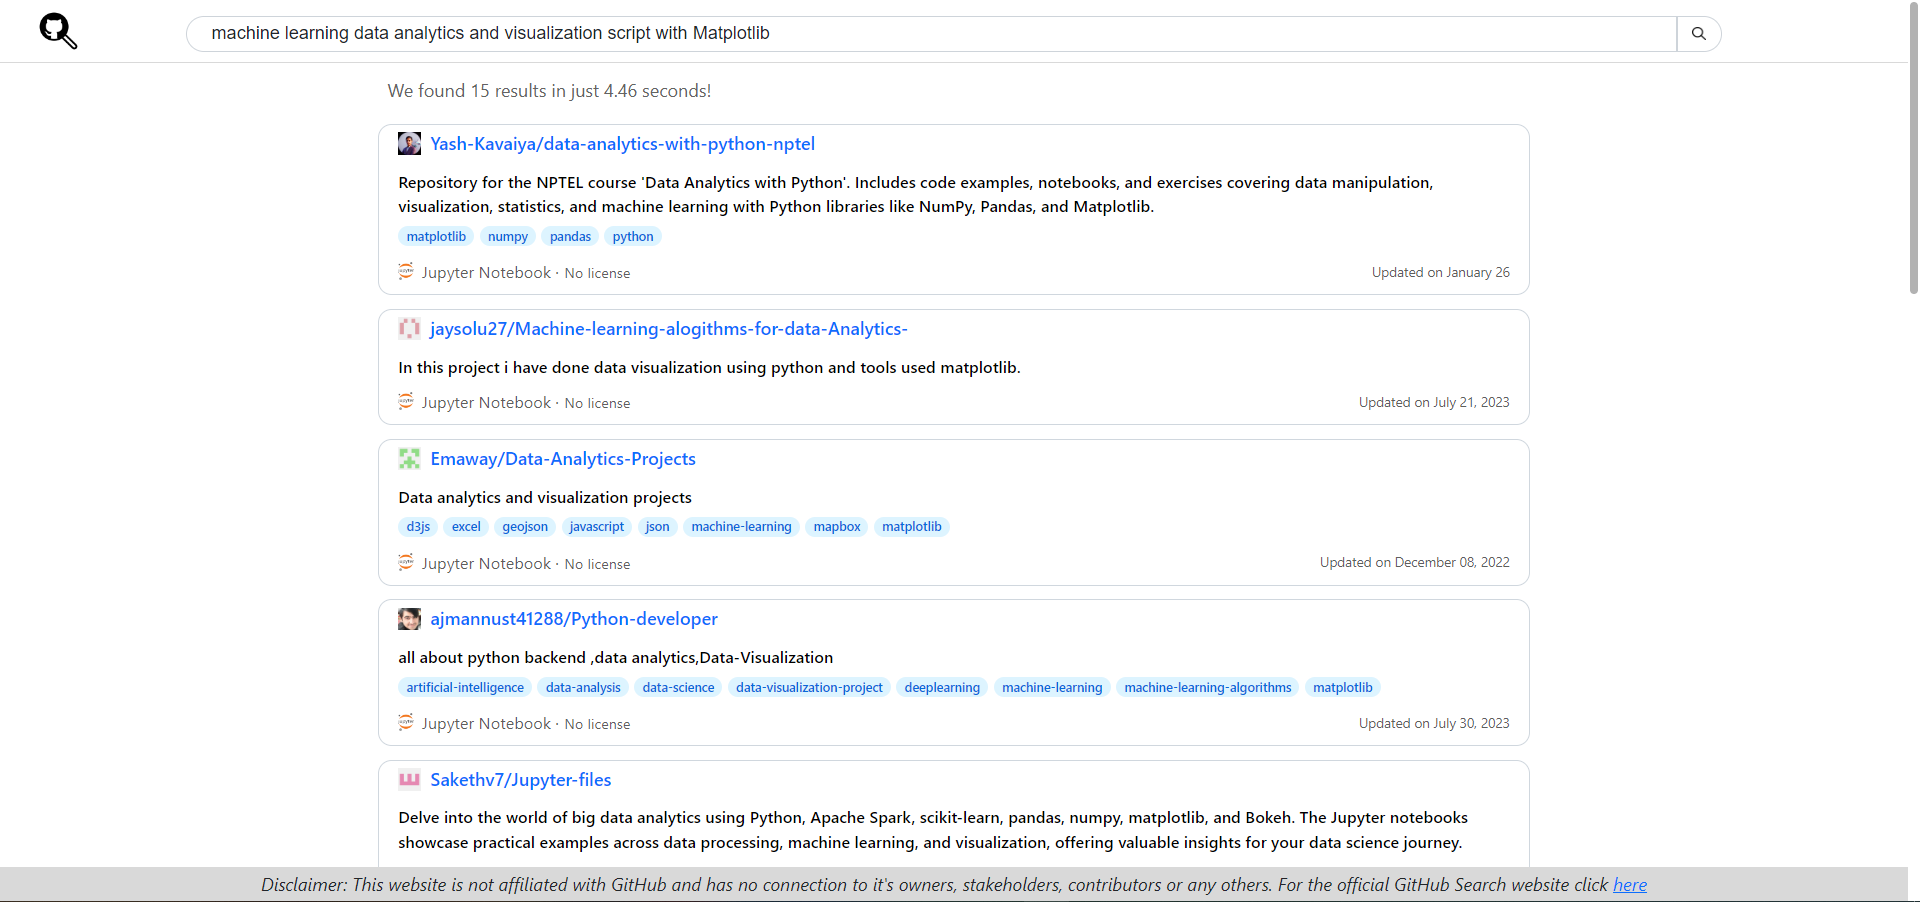 machine learning data analytics and visualization script with Matplotlib
We found 15 results in just 4.46 seconds!
Yash-Kavaiya/data-analytics-with-python-nptel
Repository for the NPTEL course 'Data Analytics with Python'. Includes code examples, notebooks, and exercises covering data manipulation,
visualization, statistics, and machine learning with Python libraries like NumPy, Pandas, and Matplotlib.
matplotlib numpy pandas python
Jupyter Notebook · No license Updated on January 26
jaysolu27/Machine-learning-alogithms-for-data-Analytics-
In this project i have done data visualization using python and tools used matplotlib.
Jupyter Notebook · No license Updated on July 21, 2023
Emaway/Data-Analytics-Projects
Data analytics and visualization projects
d3js excel geojson javascript json machine-learning mapbox matplotlib
Jupyter Notebook · No license Updated on December 08, 2022
ajmannust41288/Python-developer
all about python backend ,data analytics,Data-Visualization
artificial-intelligence data-analysis data-science data-visualization-project deeplearning machine-learning machine-learning-algorithms matplotlib
Jupyter Notebook · No license Updated on July 30, 2023
Sakethv7/Jupyter-files
Delve into the world of big data analytics using Python, Apache Spark, scikit-learn, pandas, numpy, matplotlib, and Bokeh. The Jupyter notebooks
showcase practical examples across data processing, machine learning, and visualization, offering valuable insights for your data science journey.
Disclaimer: This website is not affiliated with GitHub and has no connection to it's owners, stakeholders, contributors or any others. For the official GitHub Search website click here